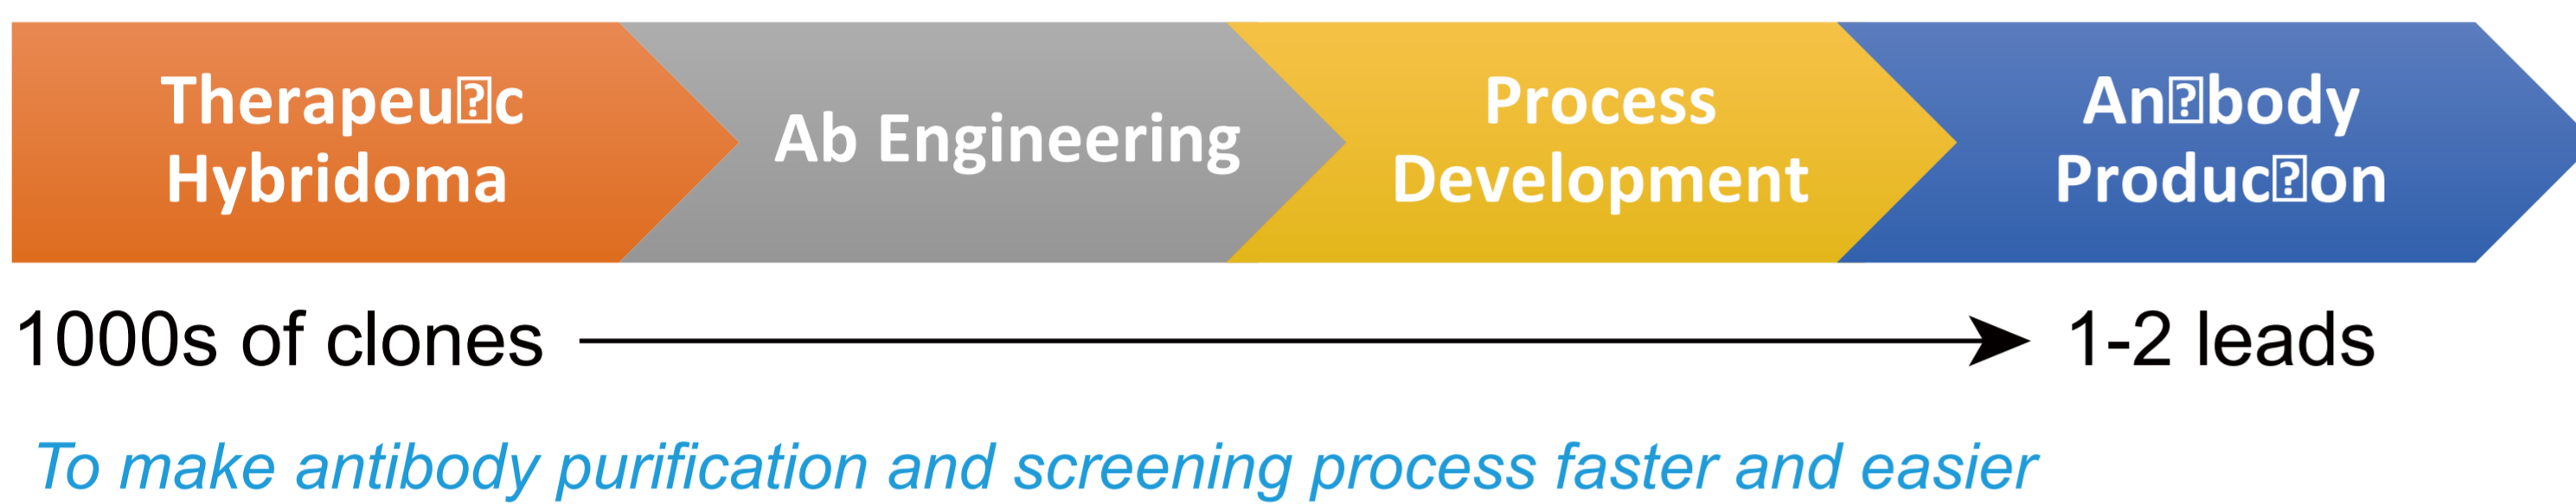 Therapeu�c
Hybridoma
Ab Engineering
Process
Development
An�body
Produc�on
1000s of clones
1-2 leads
To make antibody purification and screening process faster and easier